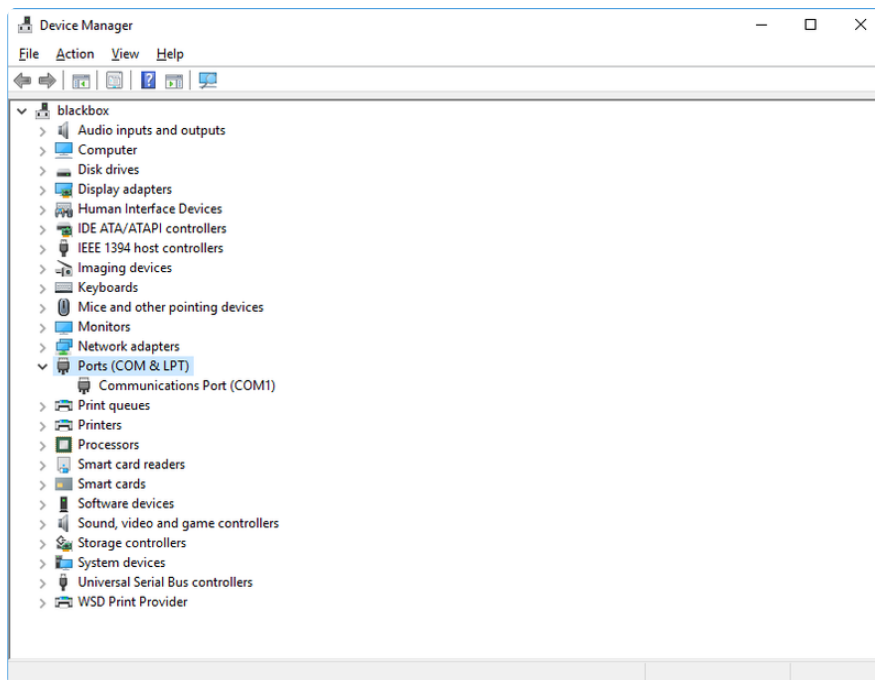 Device Manager
File Action View Help
blackbox
Audio inputs and outputs
Computer
Disk drives
Display adapters
Human Interface Devices
IDE ATA/ATAPI controllers
IEEE 1394 host controllers
Imaging devices
Keyboards
Mice and other pointing devices
Monitors
Network adapters
Ports (COM & LPT)
Communications Port (COM1)
Print queues
Printers
Processors
Smart card readers
Smart cards
Software devices
Sound, video and game controllers
Storage controllers
System devices
Universal Serial Bus controllers
WSD Print Provider